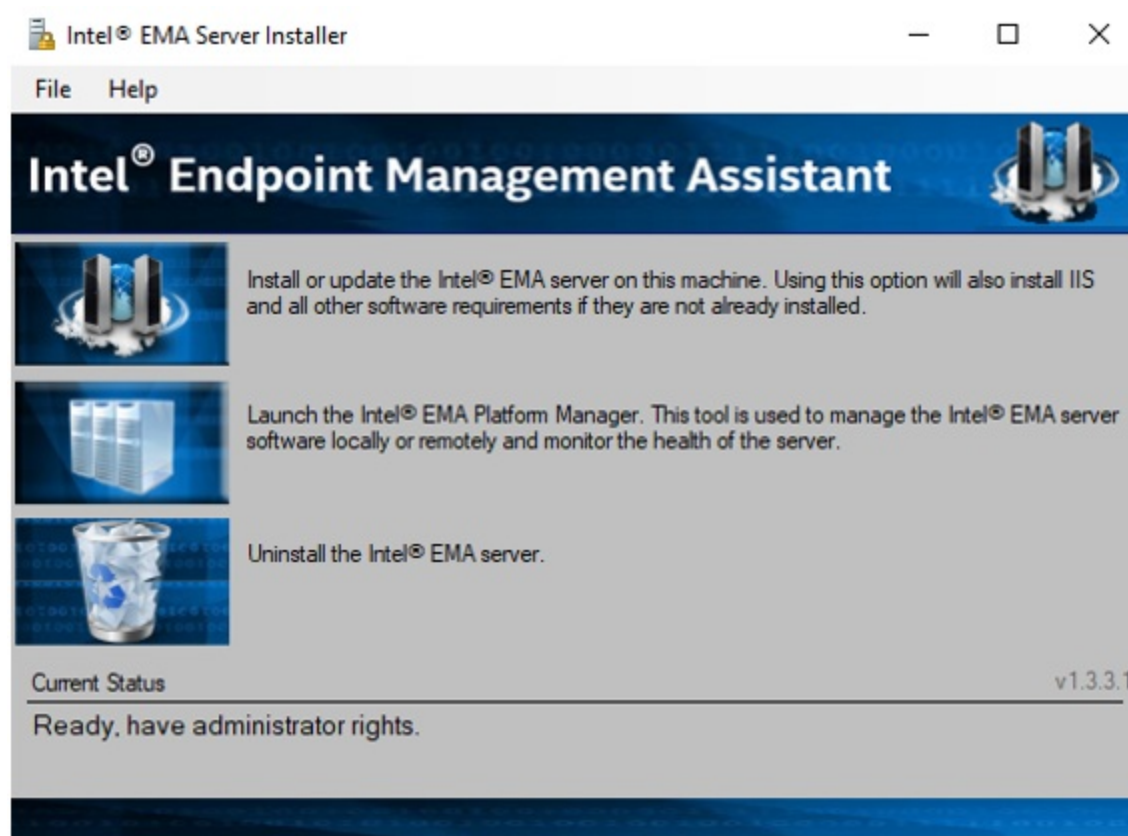 Intel® EMA Server Installer
File Help
Intel® Endpoint Management Assistant
Install or update the Intel® EMA server on this machine. Using this option will also install IIS
and all other software requirements if they are not already installed.
Launch the Intel® EMA Platform Manager. This tool is used to manage the Intel® EMA server
software locally or remotely and monitor the health of the server.
Uninstall the Intel® EMA server.
Current Status
v1.3.3.1
Ready, have administrator rights.